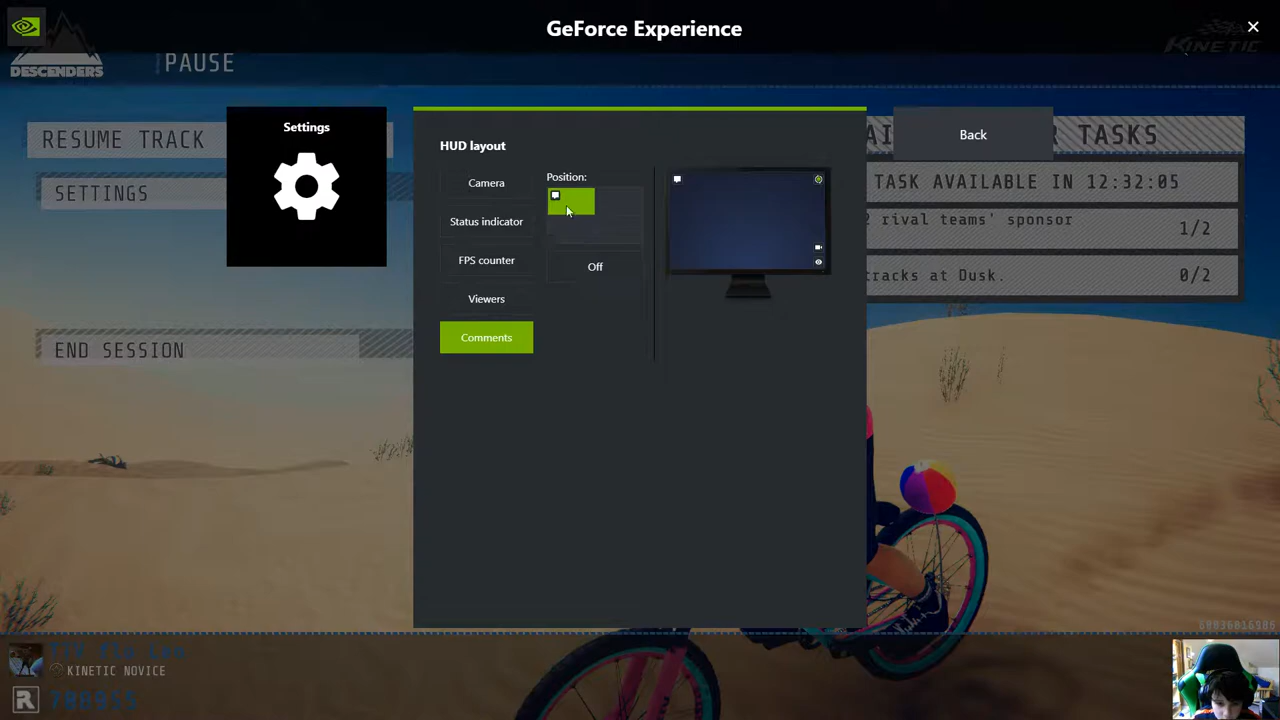 GeForce Experience
DESCENDERS
PAUSE
KINETIC
RESUME TRACK
SETTINGS
END SESSION
Settings
HUD layout
Camera
Status indicator
FPS counter
Viewers
Comments
Position:
Off
Back
TASKS
TASK AVAILABLE IN 12:32:05
rival teams' sponsor
1/2
tracks at Dusk.
0/2
KINETIC NOVICE
R